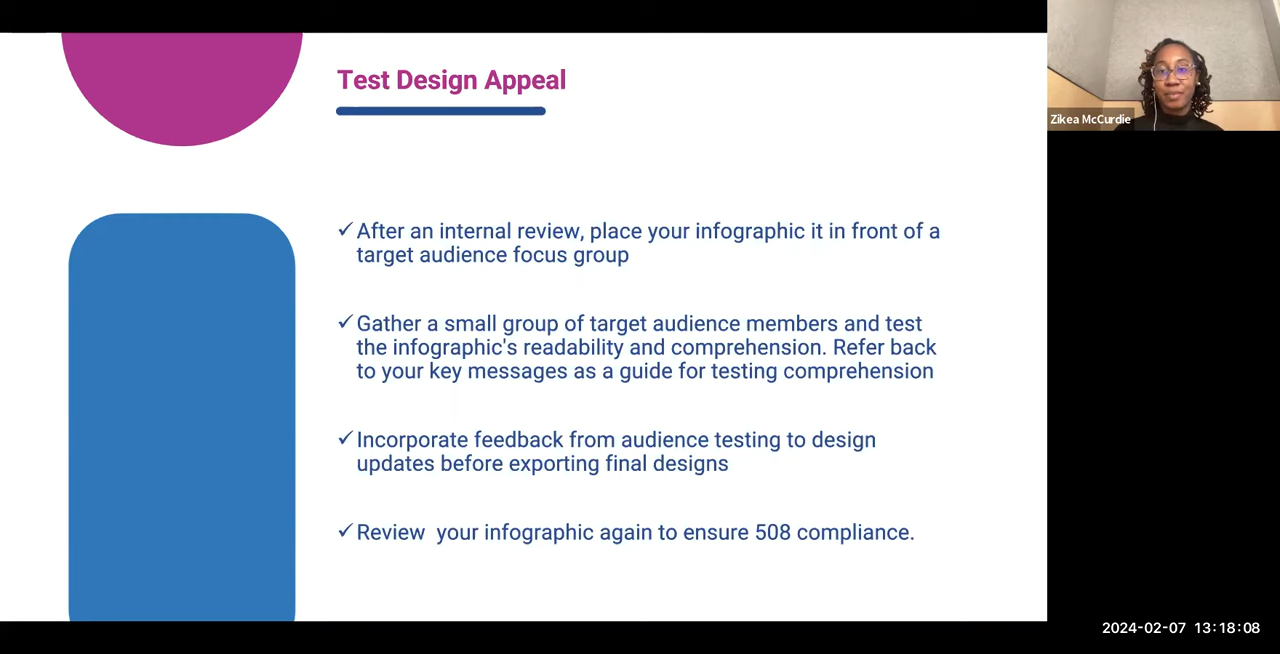 Test Design Appeal
Zikea McCurdie
✓After an internal review, place your infographic it in front of a
target audience focus group
✓Gather a small group of target audience members and test
the infographic's readability and comprehension. Refer back
to your key messages as a guide for testing comprehension
✓Incorporate feedback from audience testing to design
updates before exporting final designs
✓Review  your infographic again to ensure 508 compliance.
2024-02-07 13:18:08